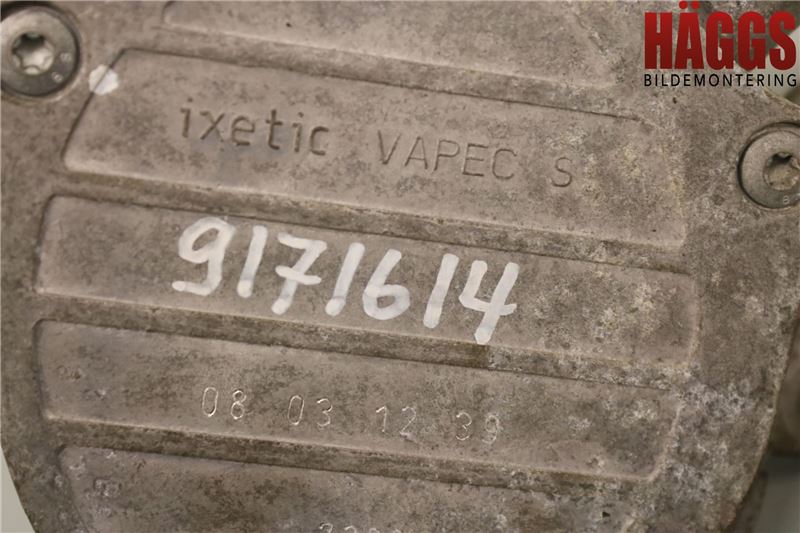 HÄGGS
BILDEMONTERING
ixetic VAPEC S
9171614
08 03 12 39